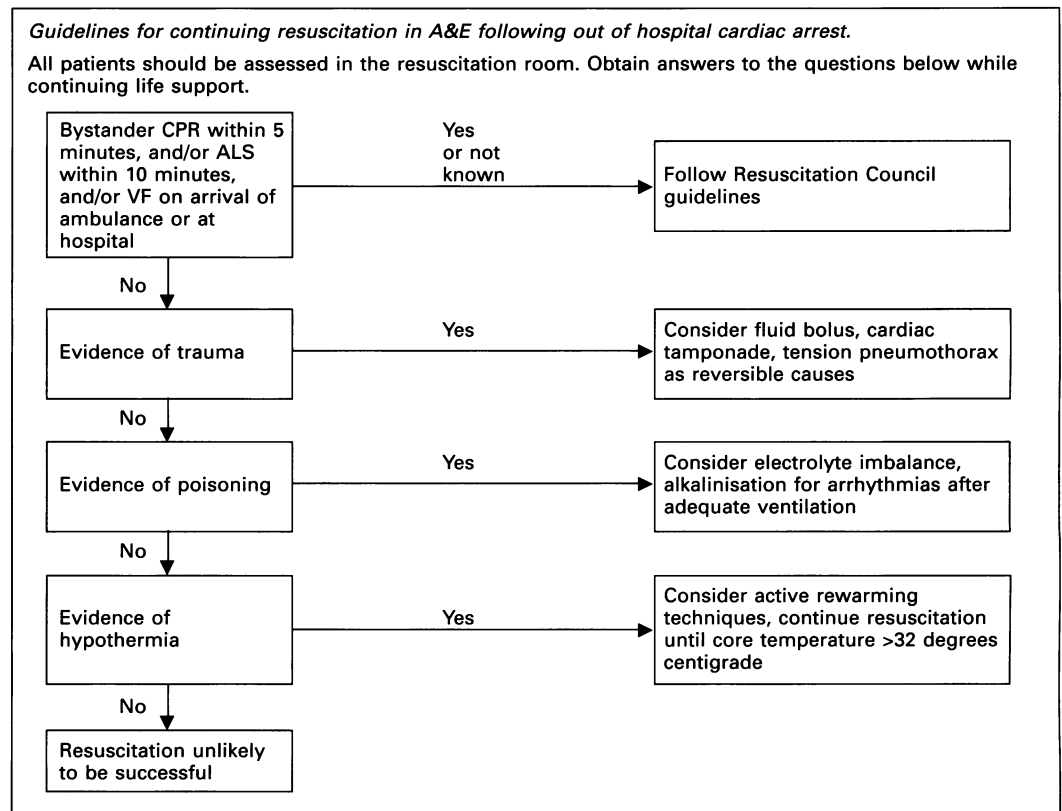 Guidelines for continuing resuscitation in A&E following out of hospital cardiac arrest.
All patients should be assessed in the resuscitation room. Obtain answers to the questions below while
continuing life support.
Bystander CPR within 5
minutes, and/or ALS
within 10 minutes,
and/or VF on arrival of
ambulance or at
hospital
Yes
or not
known
Follow Resuscitation Council
guidelines
No
Evidence of trauma
Yes
Consider fluid bolus, cardiac
tamponade, tension pneumothorax
as reversible causes
No
Evidence of poisoning
Yes
Consider electrolyte imbalance,
alkalinisation for arrhythmias after
adequate ventilation
No
Evidence of
hypothermia
Yes
Consider active rewarming
techniques, continue resuscitation
until core temperature >32 degrees
centigrade
No
Resuscitation unlikely
to be successful